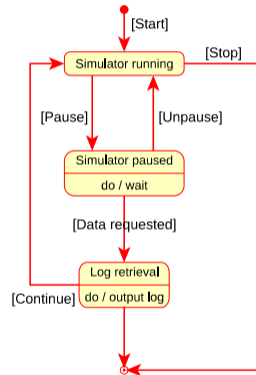 [Start]
[Stop]
Simulator running
[Pause]
[Unpause]
Simulator paused
do / wait
[Data requested]
Log retrieval
[Continue]
do / output log